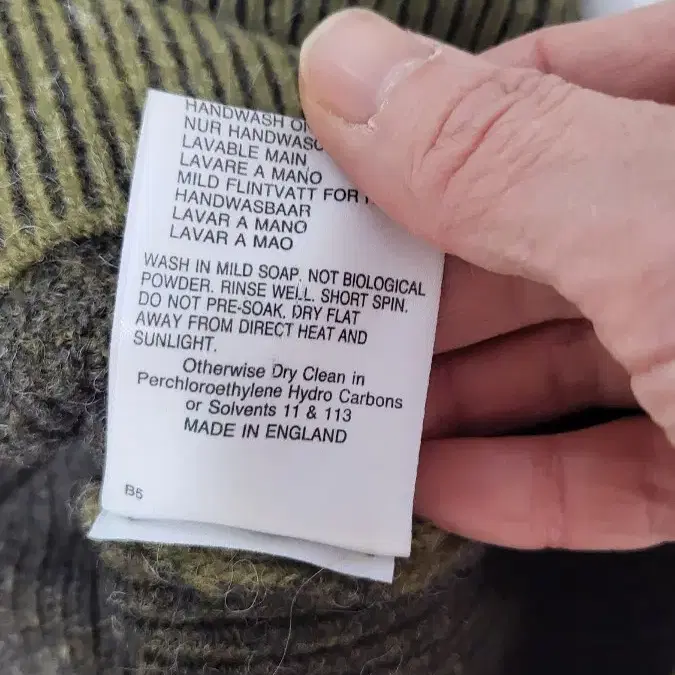 HANDWASH
NUR
LAVABLE MAIN
LAVARE A MANO
MILD FLINTVATT FOR
HANDWASBAAR
LAVAR A MANO
LAVAR A MAO
WASH IN MILD SOAP, NOT BIOLOGICAL
POWDER. RINSE WELL. SHORT SPIN.
DO NOT PRE-SOAK. DRY FLAT
AWAY FROM DIRECT HEAT AND
SUNLIGHT.
Otherwise Dry Clean in
Perchloroethylene Hydro Carbons
or Solvents 11 & 113
MADE IN ENGLAND
B5